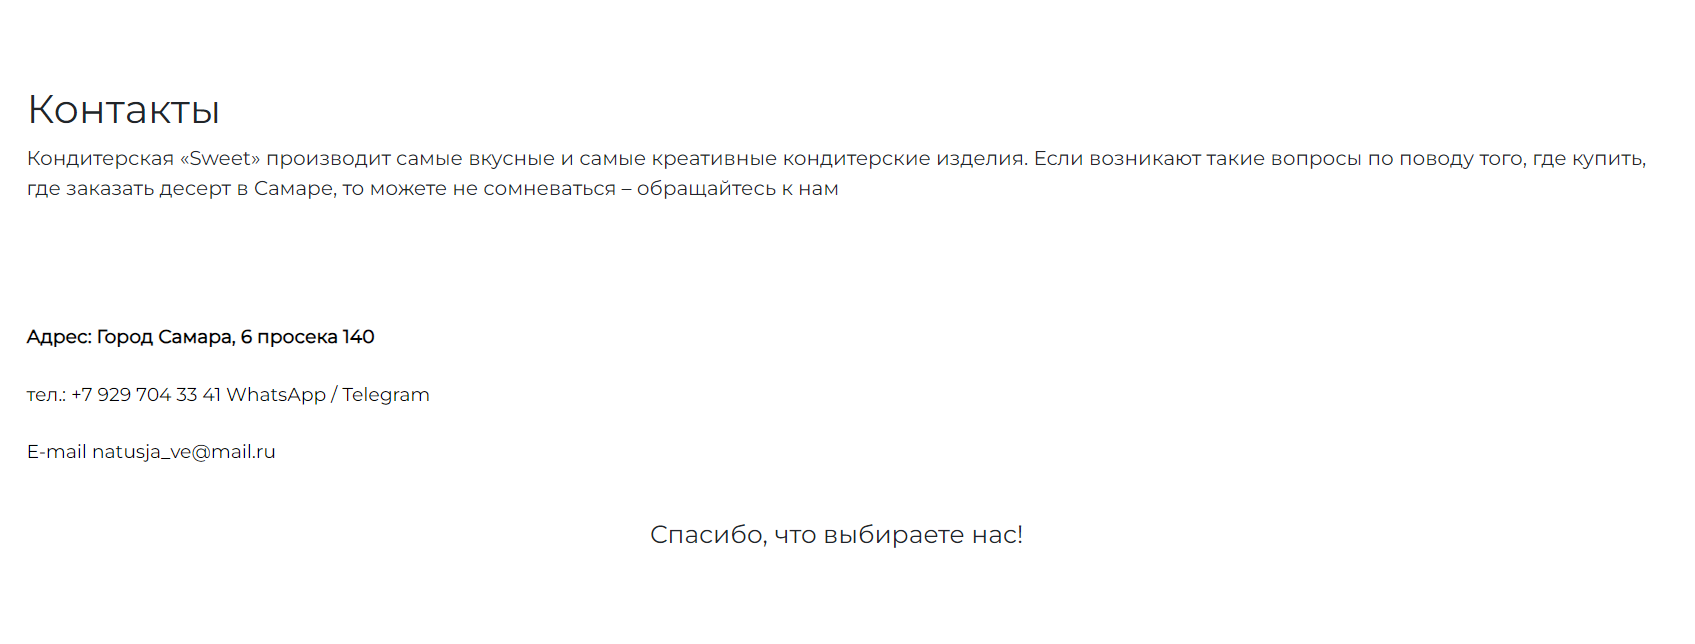 Контакты
Кондитерская «Sweet» производит самые вкусные и самые креативные кондитерские изделия. Если возникают такие вопросы по поводу того, где купить,
где заказать десерт в Самаре, то можете не сомневаться – обращайтесь к нам
Адрес: Город Самара, 6 просека 140
тел.: +7 929 704 33 41 WhatsApp / Telegram
E-mail natusja_ve@mail.ru
Спасибо, что выбираете нас!